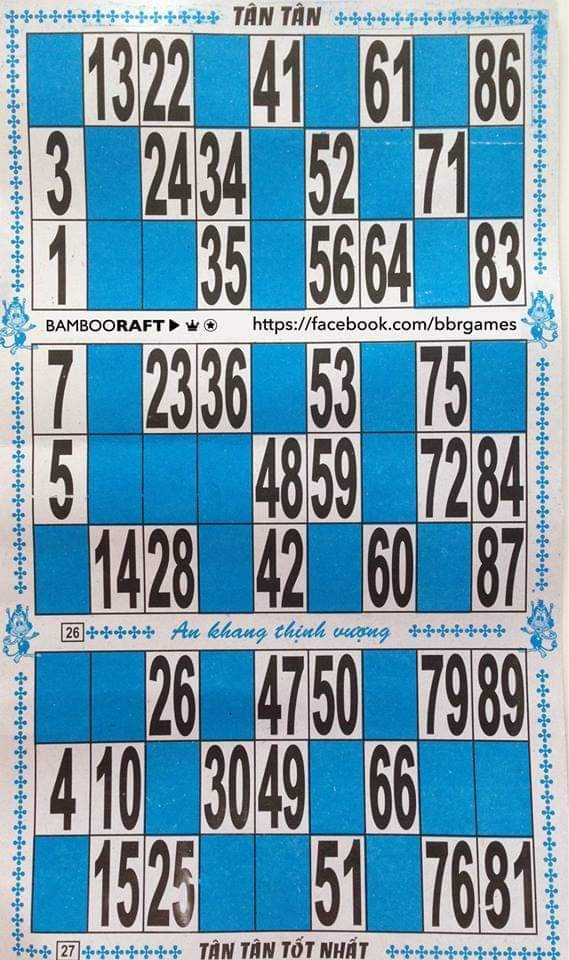 TÂN TÂN
13 22 41 61 86
3 24 34 52 71
1 35 56 64 83
BAMBOORAFT https://facebook.com/bbrgames
7 23 36 53 75
5 48 59 72 84
14 28 42 60 87
26 An khang thịnh vượng
26 47 50 79 89
4 10 30 49 66
15 25 51 76 81
27 TÂN TÂN TỐT NHẤT